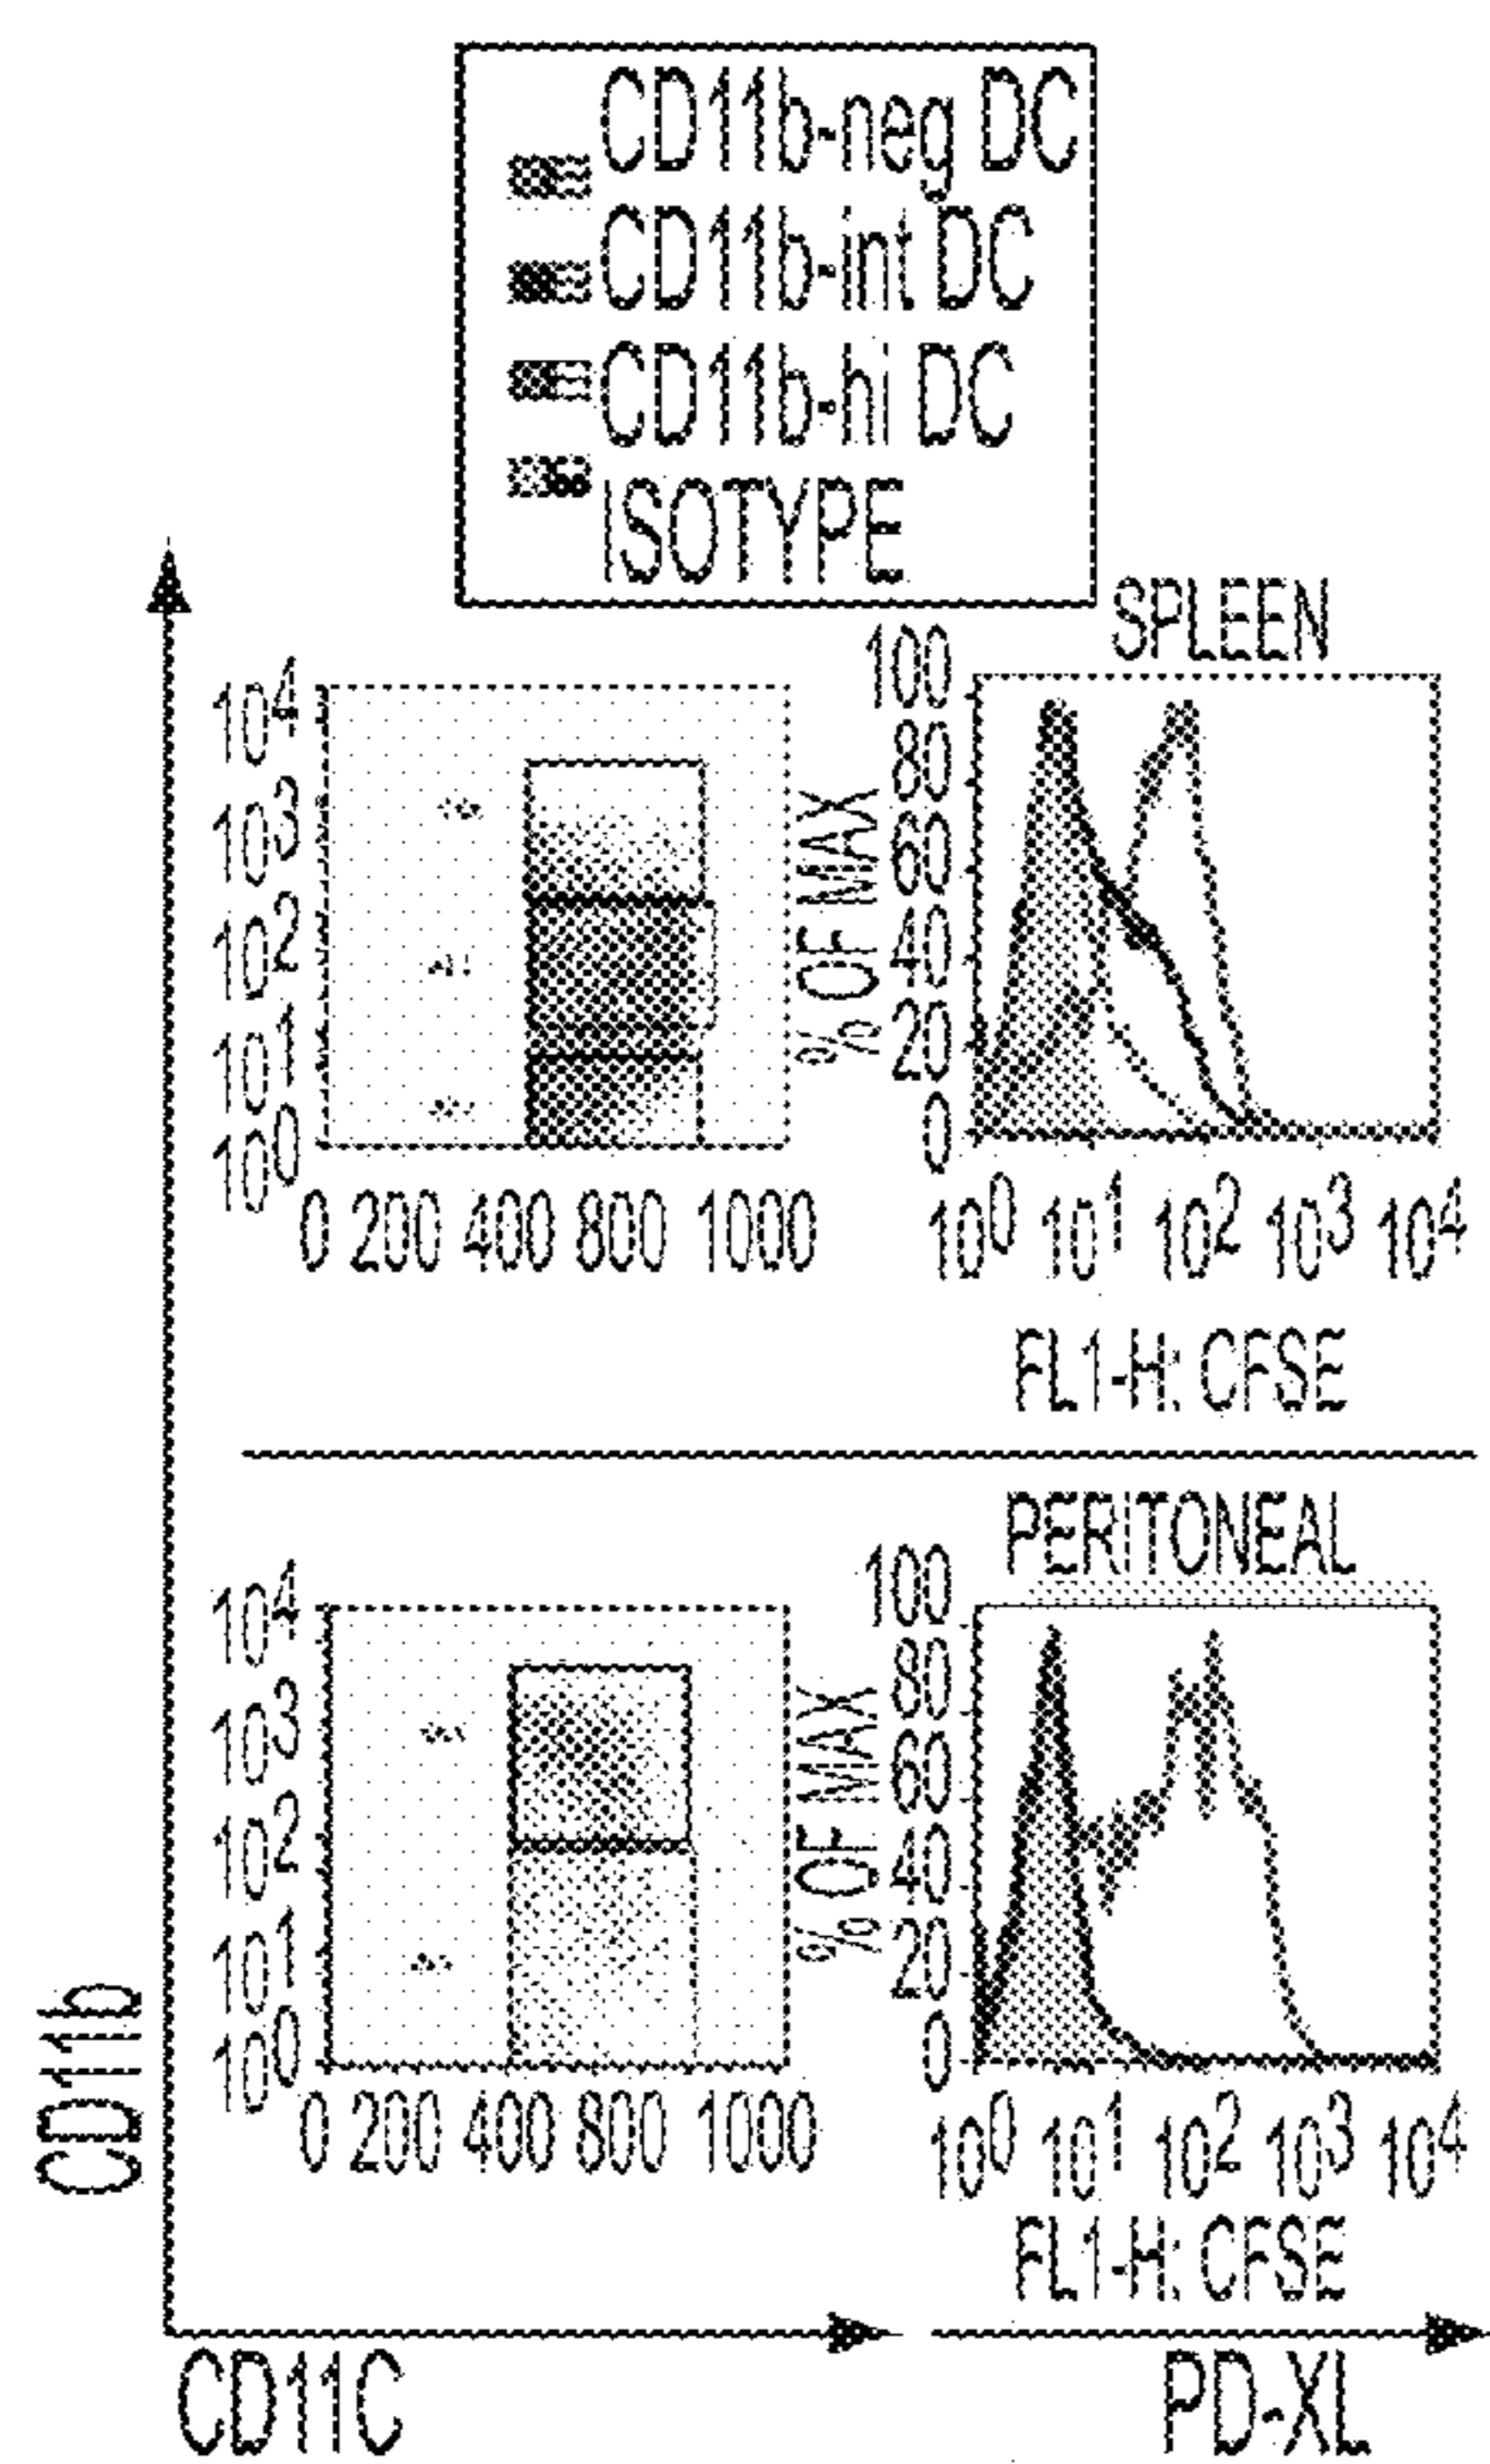 CD11b-neg DC
CD11b-int DC
CD11b-hi DC
ISOTYPE
SPLEEN
10^4
10^3
10^2
10^1
10^0
0 200 400 800 1000
% OF MAX
100
80
60
40
20
0
10^0 10^1 10^2 10^3 10^4
FL1-H: CFSE
PERITONEAL
10^4
10^3
10^2
10^1
10^0
0 200 400 800 1000
% OF MAX
100
80
60
40
20
0
10^0 10^1 10^2 10^3 10^4
FL1-H: CFSE
CD11b
CD11C
PD-XL